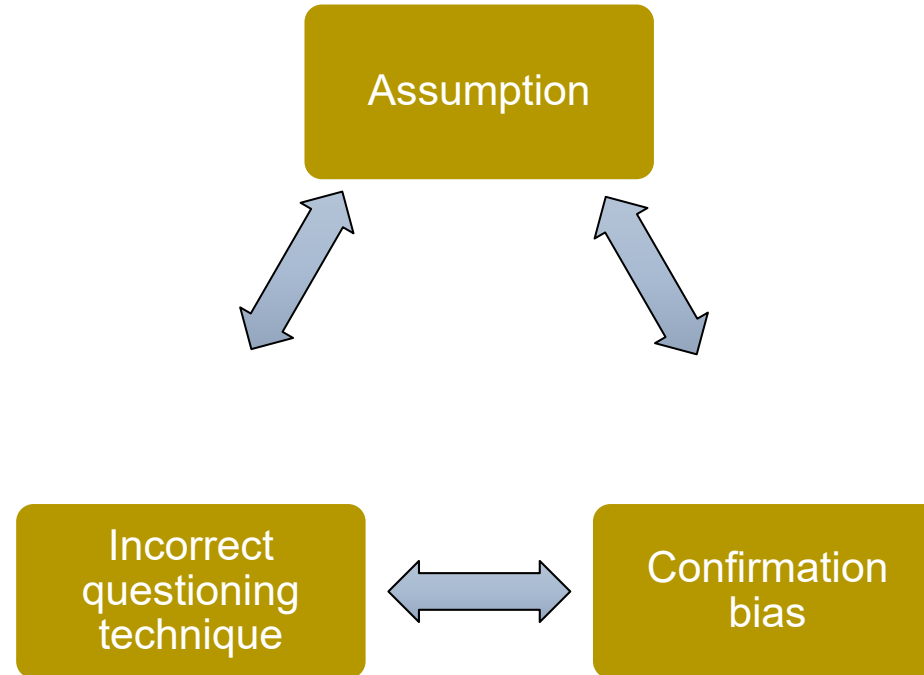 Assumption
Incorrect
questioning
technique
Confirmation
bias